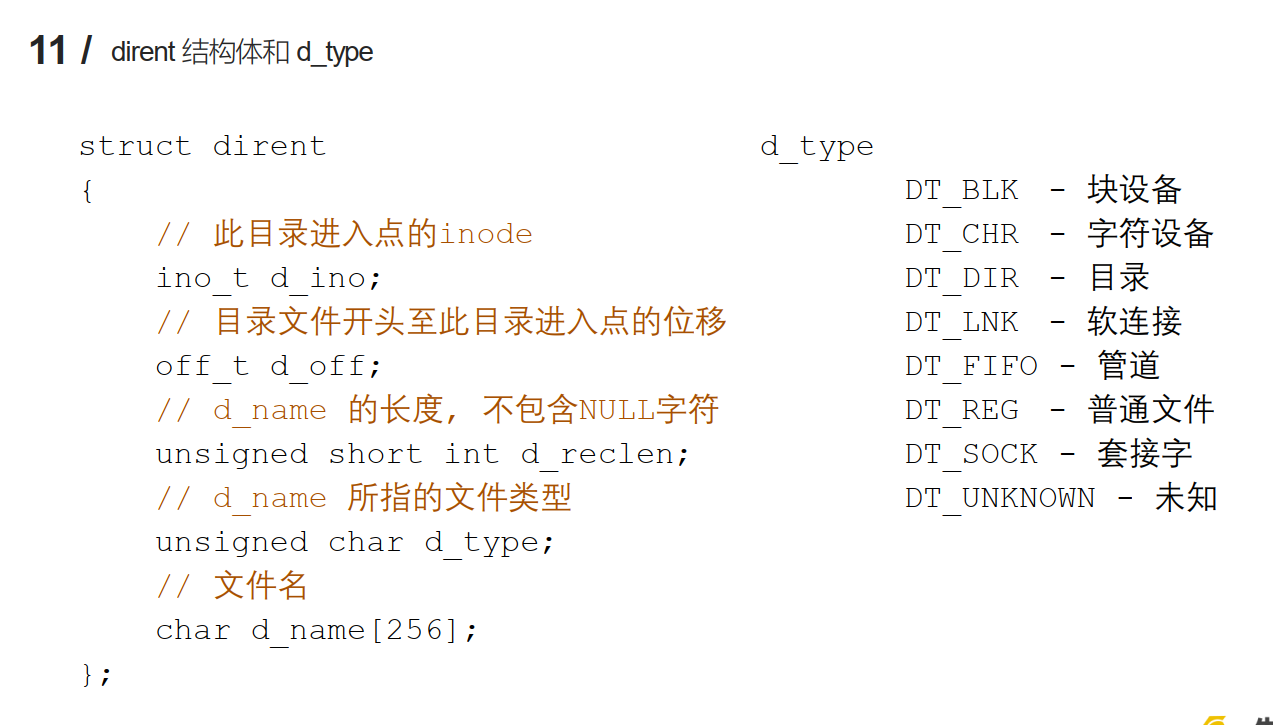 11 / dirent 结构体和 d_type
struct dirent
{
// 此目录进入点的inode
ino_t d_ino;
// 目录文件开头至此目录进入点的位移
off_t d_off;
// d_name 的长度, 不包含NULL字符
unsigned short int d_reclen;
// d_name 所指的文件类型
unsigned char d_type;
// 文件名
char d_name[256];
};
d_type
DT_BLK - 块设备
DT_CHR - 字符设备
DT_DIR - 目录
DT_LNK - 软连接
DT_FIFO - 管道
DT_REG - 普通文件
DT_SOCK - 套接字
DT_UNKNOWN - 未知